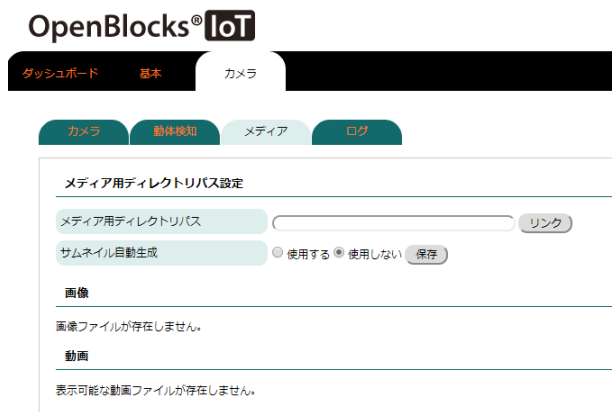 OpenBlocks® IoT
ダッシュボード 基本 カメラ
カメラ 動体検知 メディア ログ
メディア用ディレクトリパス設定
メディア用ディレクトリパス リンク
サムネイル自動生成 使用する 使用しない 保存
画像
画像ファイルが存在しません。
動画
表示可能な動画ファイルが存在しません。